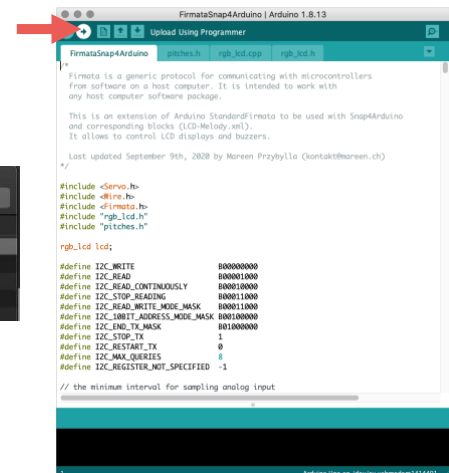 FirmataSnap4Arduino | Arduino 1.8.13
Upload Using Programmer
FirmataSnap4Arduino pitches.h rgb_lcd.cpp rgb_lcd.h
/*
Firmata is a generic protocol for communicating with microcontrollers
from software on a host computer. It is intended to work with
any host computer software package.
This is an extension of Arduino StandardFirmata to be used with Snap4Arduino
and corresponding blocks (LCD-Melody.xml).
It allows to control LCD displays and buzzers.
Last updated September 9th, 2020 by Mareen Przybylla (kontakt@mareen.ch)
*/
#include <Servo.h>
#include <Wire.h>
#include <Firmata.h>
#include "rgb_lcd.h"
#include "pitches.h"
rgb_lcd lcd;
#define I2C_WRITE B00000000
#define I2C_READ B00001000
#define I2C_READ_CONTINUOUSLY B00010000
#define I2C_STOP_READING B00011000
#define I2C_READ_WRITE_MODE_MASK B00011000
#define I2C_10BIT_ADDRESS_MODE_MASK B00100000
#define I2C_END_TX_MASK B01000000
#define I2C_STOP_TX 1
#define I2C_RESTART_TX 0
#define I2C_MAX_QUERIES 8
#define I2C_REGISTER_NOT_SPECIFIED -1
// the minimum interval for sampling analog input